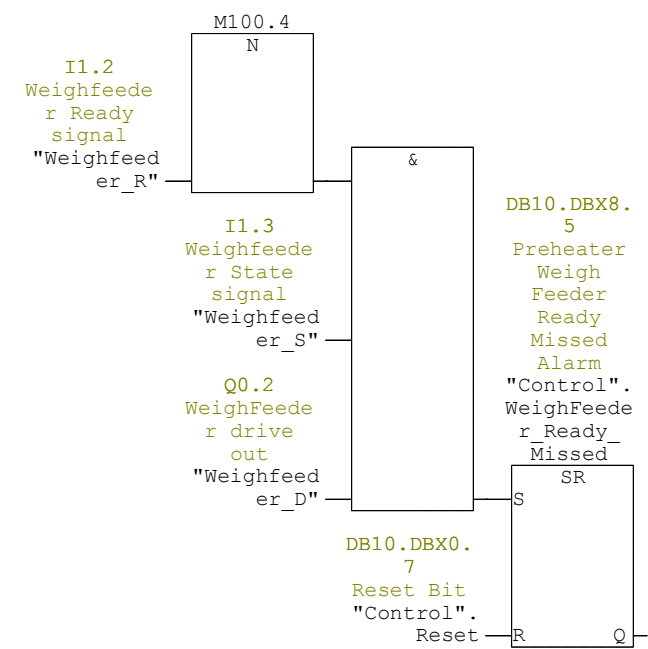 M100.4
N
I1.2
Weighfeede
r Ready
signal
"Weighfeed
er_R"
&
I1.3
Weighfeede
r State
signal
"Weighfeed
er_S"
Q0.2
WeighFeede
r drive
out
"Weighfeed
er_D"
DB10.DBX8.
5
Preheater
Weigh
Feeder
Ready
Missed
Alarm
"Control".
WeighFeede
r_Ready_
Missed
SR
S
DB10.DBX0.
7
Reset Bit
"Control".
Reset
R
Q